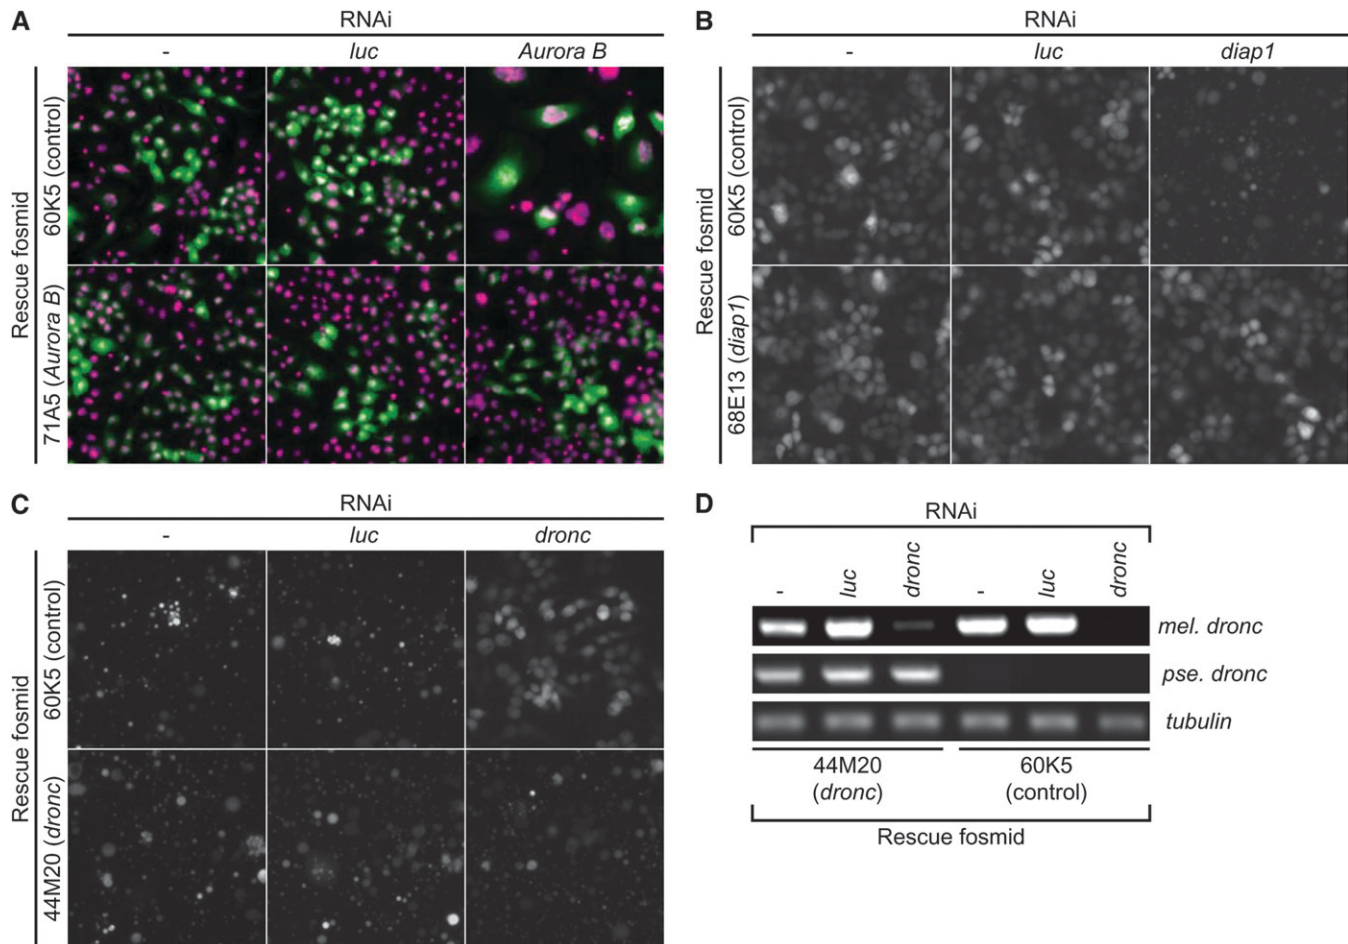 A
RNAi
- luc Aurora B
Rescue fosmid
60K5 (control)
71A5 (Aurora B)
B
RNAi
- luc diap1
Rescue fosmid
60K5 (control)
68E13 (diap1)
C
RNAi
- luc dronc
Rescue fosmid
60K5 (control)
44M20 (dronc)
D
RNAi
- luc dronc - luc dronc
mel. dronc
pse. dronc
tubulin
44M20 60K5
(dronc) (control)
Rescue fosmid